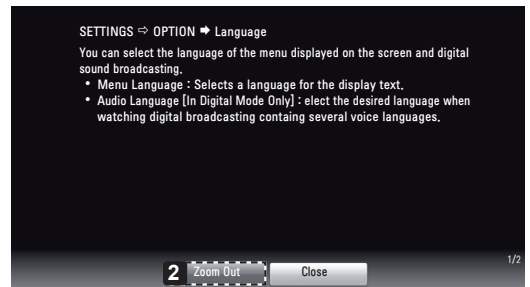 SETTINGS ⇨ OPTION ➡ Language
You can select the language of the menu displayed on the screen and digital
sound broadcasting.
• Menu Language : Selects a language for the display text.
• Audio Language [In Digital Mode Only] : elect the desired language when
watching digital broadcasting containg several voice languages.
1/2
2 Zoom Out Close